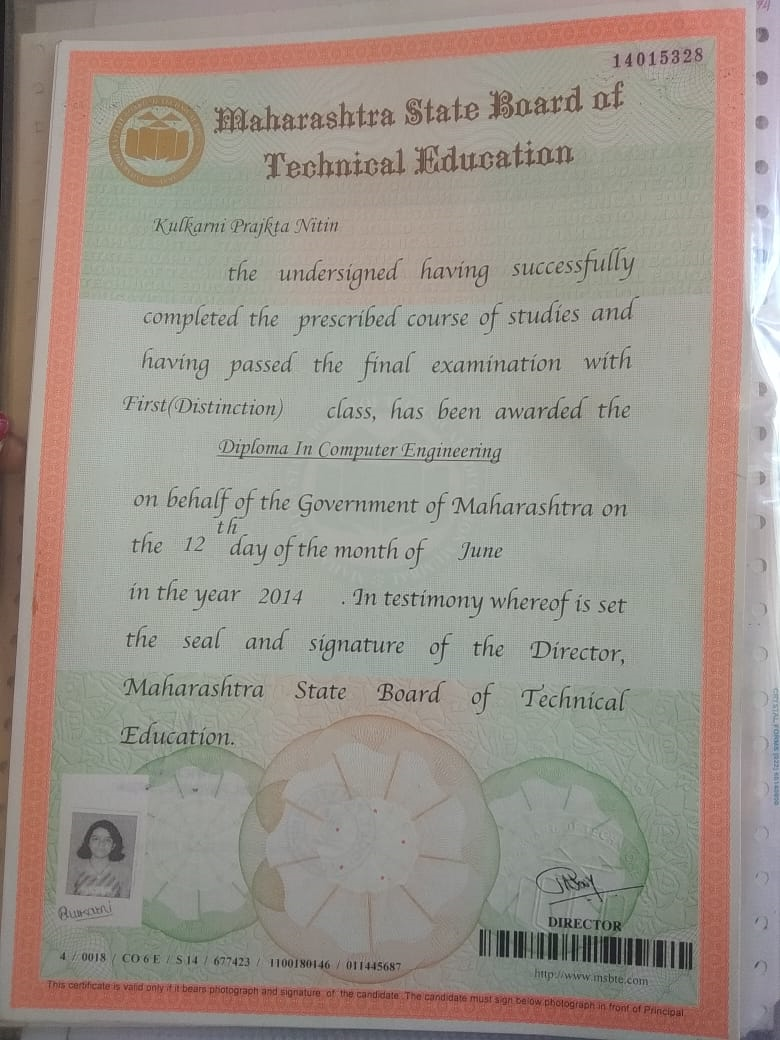 14015328
Maharashtra State Board of
Technical Education
Kulkarni Prajkta Nitin
the undersigned having successfully
completed the prescribed course of studies and
having passed the final examination with
First(Distinction) class, has been awarded the
Diploma In Computer Engineering
on behalf of the Government of Maharashtra on
the 12th day of the month of June
in the year 2014 . In testimony whereof is set
the seal and signature of the Director,
Maharashtra State Board of Technical
Education.
DIRECTOR
4 / 0018 / CO 6 E / S 14 / 677423 / 1100180146 / 011445687
http://www.msbte.com
This certificate is valid only if it bears photograph and signature of the candidate. The candidate must sign below photograph in front of Principal.